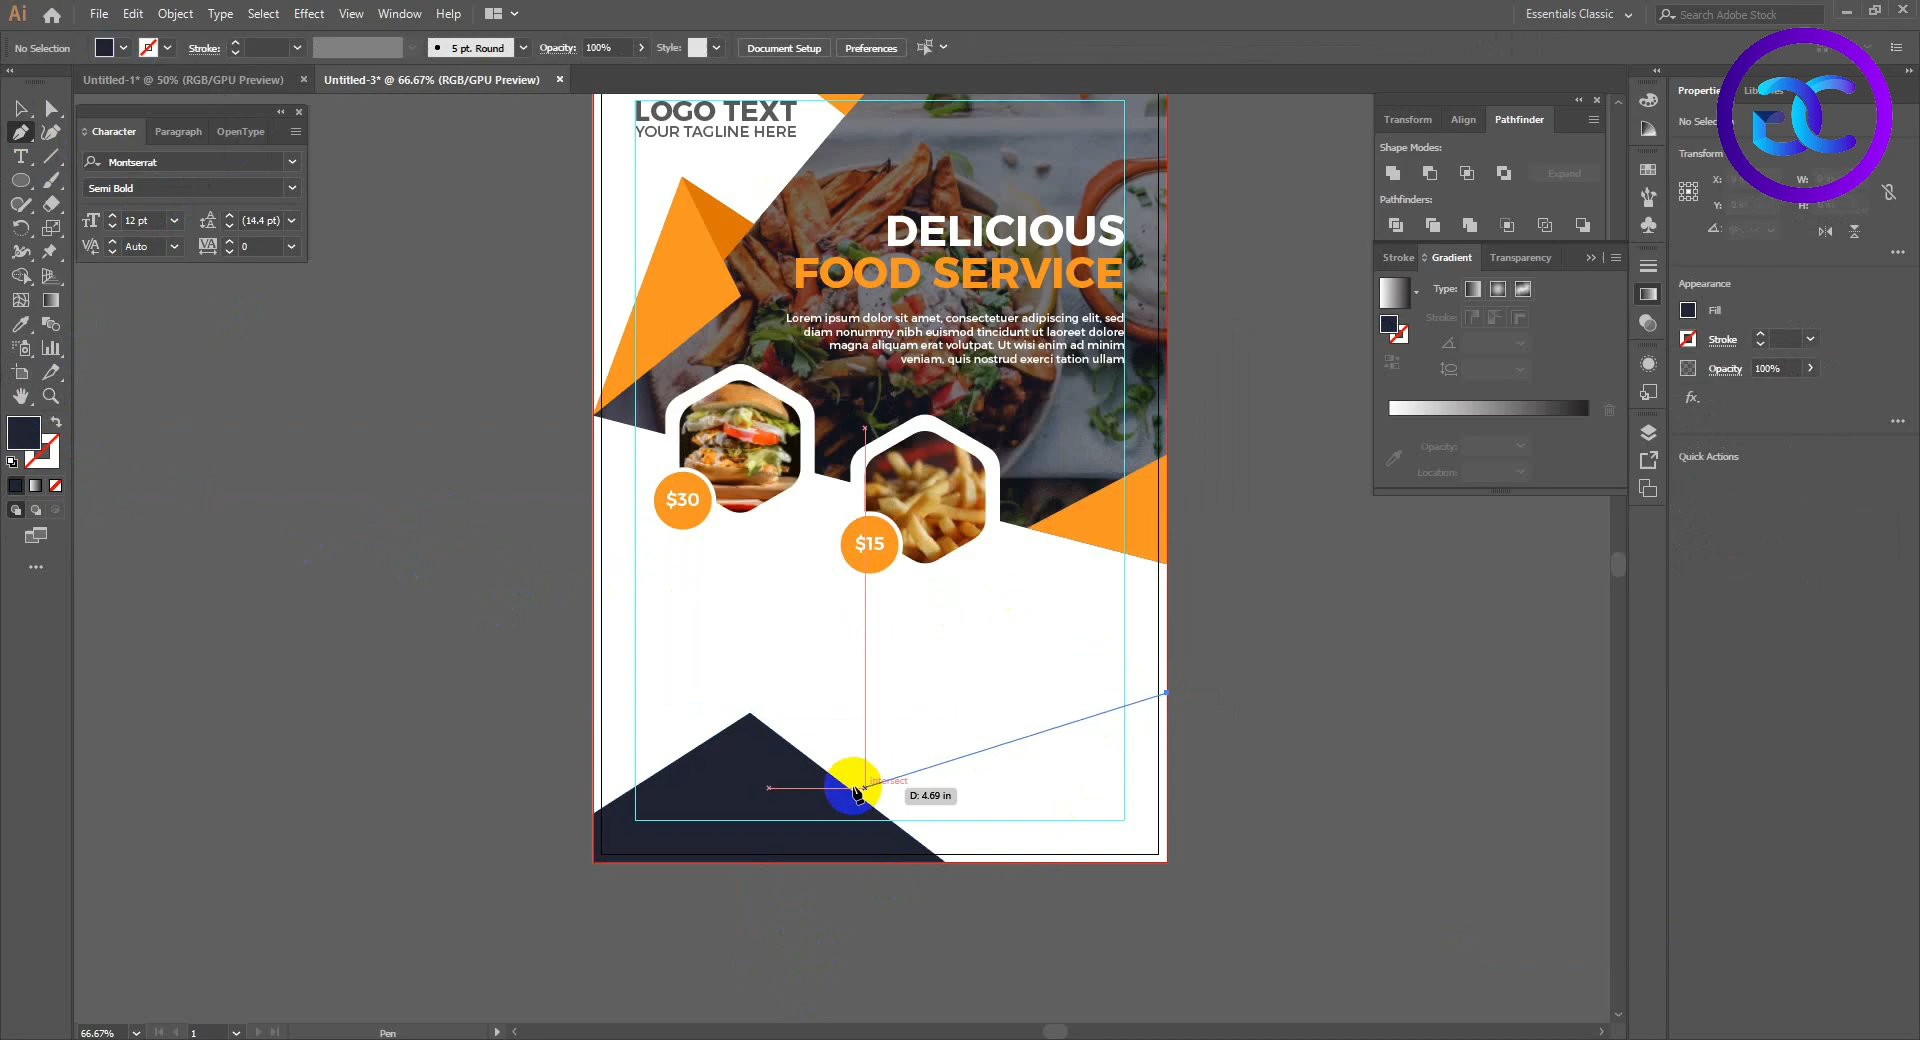 Ai File Edit Object Type Select Effect View Window Help Essentials Classic Search Adobe Stock
No Selection Stroke: 5 pt. Round Opacity: 100% Style: Document Setup Preferences
Untitled-1* @ 50% (RGB/GPU Preview) Untitled-3* @ 66.67% (RGB/GPU Preview)
Character Paragraph OpenType
Montserrat
Semi Bold
12 pt (14.4 pt)
Auto 0
LOGO TEXT
YOUR TAGLINE HERE
DELICIOUS
FOOD SERVICE
Lorem ipsum dolor sit amet, consectetuer adipiscing elit, sed
diam nonummy nibh euismod tincidunt ut laoreet dolore
magna aliquam erat volutpat. Ut wisi enim ad minim
veniam, quis nostrud exerci tation ullam
$30
$15
intersect
D: 4.69 in
Transform Align Pathfinder
Shape Modes:
Expand
Pathfinders:
Stroke Gradient Transparency
Type:
Stroke:
Opacity:
Location:
Properties
No Selection
Transform
X: W:
Y: H:
Appearance
Fill
Stroke
Opacity 100%
fx.
Quick Actions
66.67% 1 Pen